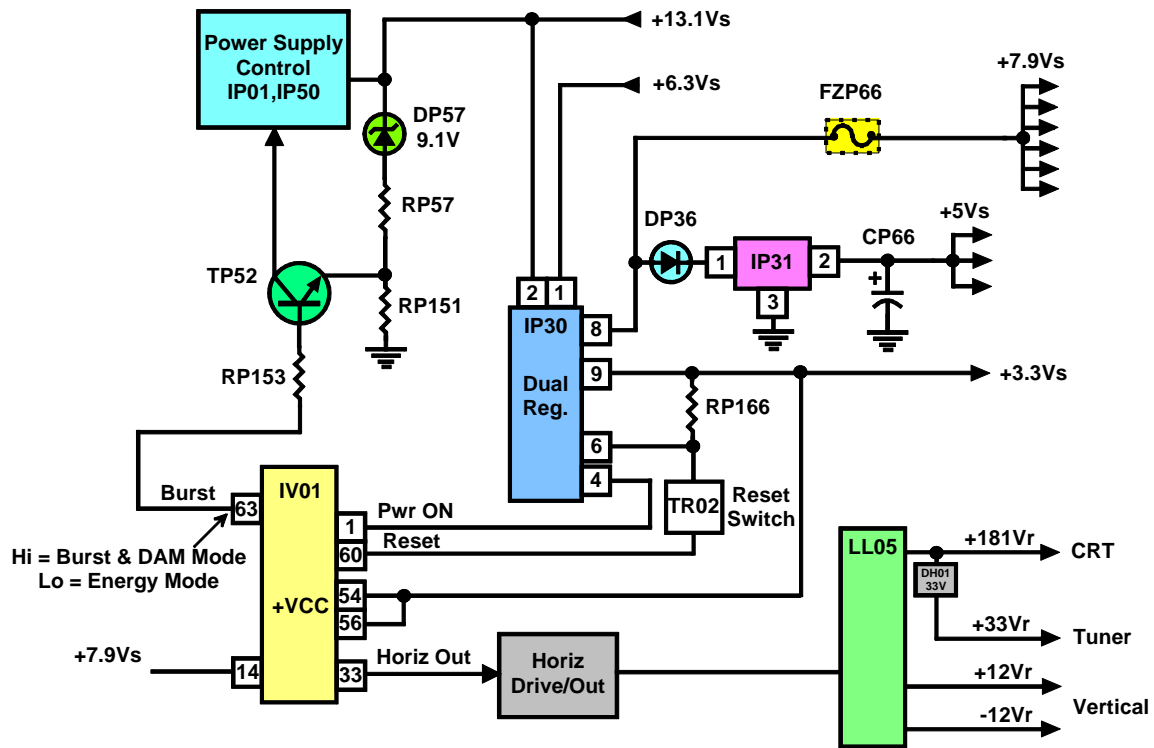 Power Supply
Control
IP01,IP50
+13.1Vs
+6.3Vs
+7.9Vs
FZP66
DP57
9.1V
RP57
DP36
+5Vs
CP66
1
IP31
2
+
3
TP52
RP151
2
1
IP30
8
RP153
9
+3.3Vs
Dual
Reg.
RP166
6
4
IV01
Burst
63
Pwr ON
TR02
Reset
Switch
1
Reset
60
Hi = Burst & DAM Mode
Lo = Energy Mode
LL05
+181Vr
CRT
DH01
33V
54
+VCC
56
+33Vr
Tuner
+7.9Vs
14
33
Horiz Out
Horiz
Drive/Out
+12Vr
Vertical
-12Vr